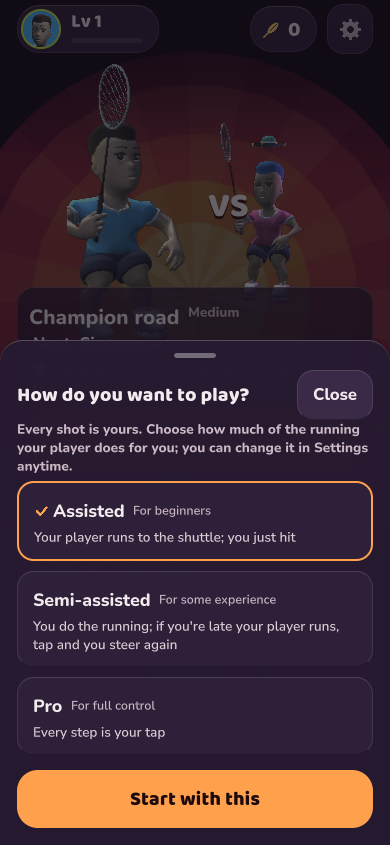 Lv 1
0
VS
Champion road Medium
How do you want to play?
Close
Every shot is yours. Choose how much of the running
your player does for you; you can change it in Settings
anytime.
Assisted For beginners
Your player runs to the shuttle; you just hit
Semi-assisted For some experience
You do the running; if you're late your player runs,
tap and you steer again
Pro For full control
Every step is your tap
Start with this